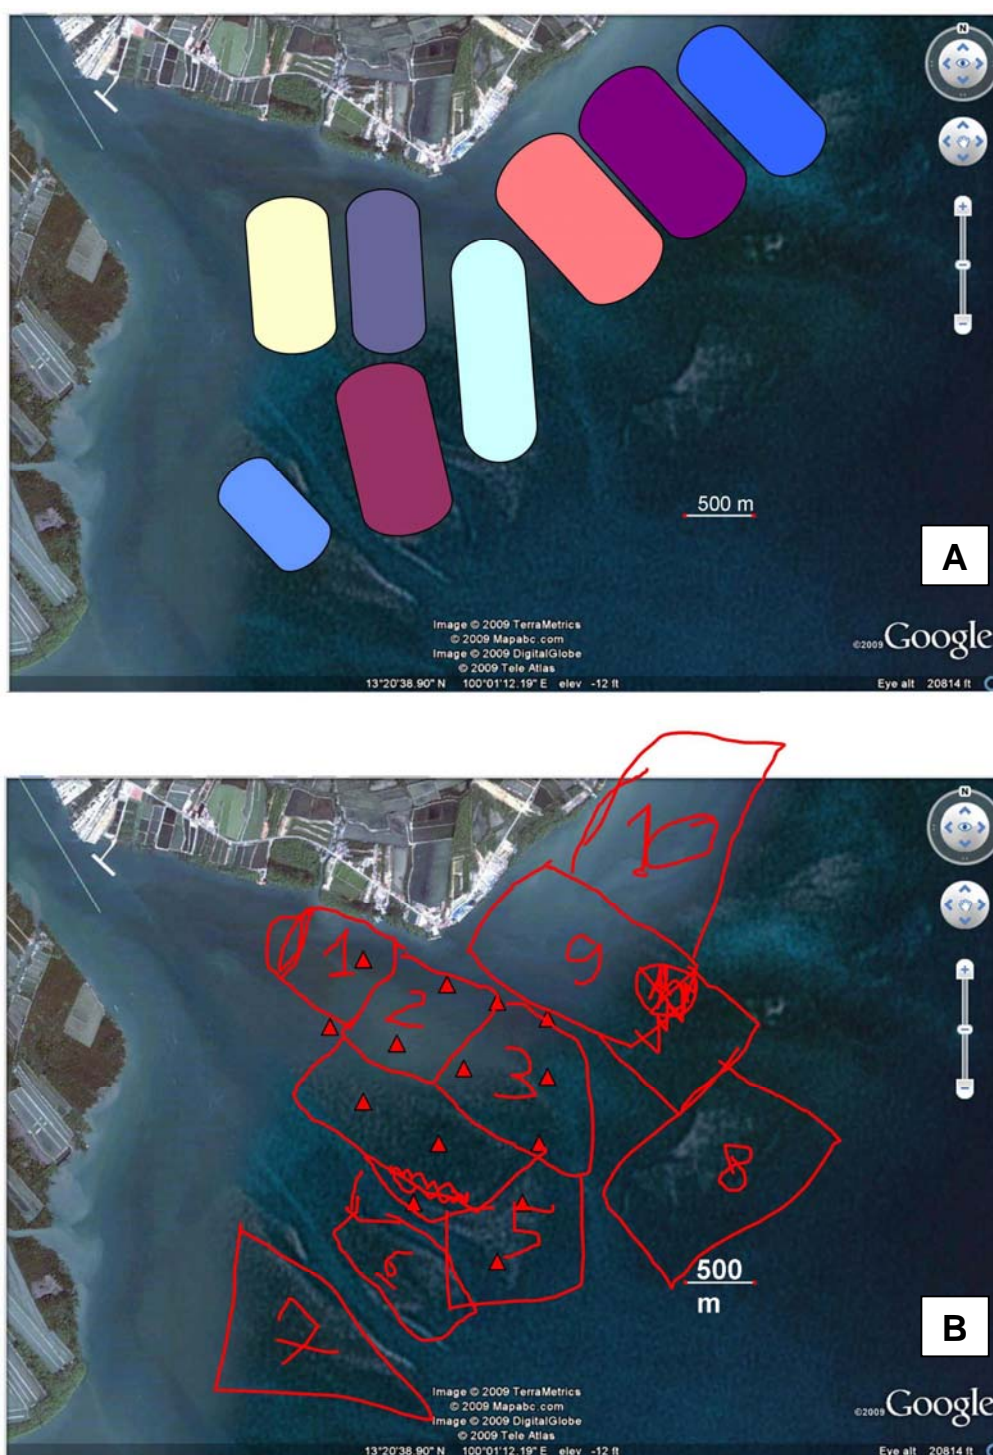 N
500 m
A
Image © 2009 TerraMetrics
© 2009 Mapabc.com
Image © 2009 DigitalGlobe
© 2009 Tele Atlas
©2009 Google
13°20'38.90" N 100°01'12.19" E elev -12 ft Eye alt 20814 ft
10
N
1
9
2
3
8
5
500
m
7
B
Image © 2009 TerraMetrics
© 2009 Mapabc.com
Image © 2009 DigitalGlobe
© 2009 Tele Atlas
©2009 Google
13°20'38.90" N 100°01'12.19" E elev -12 ft Eye alt 20814 ft